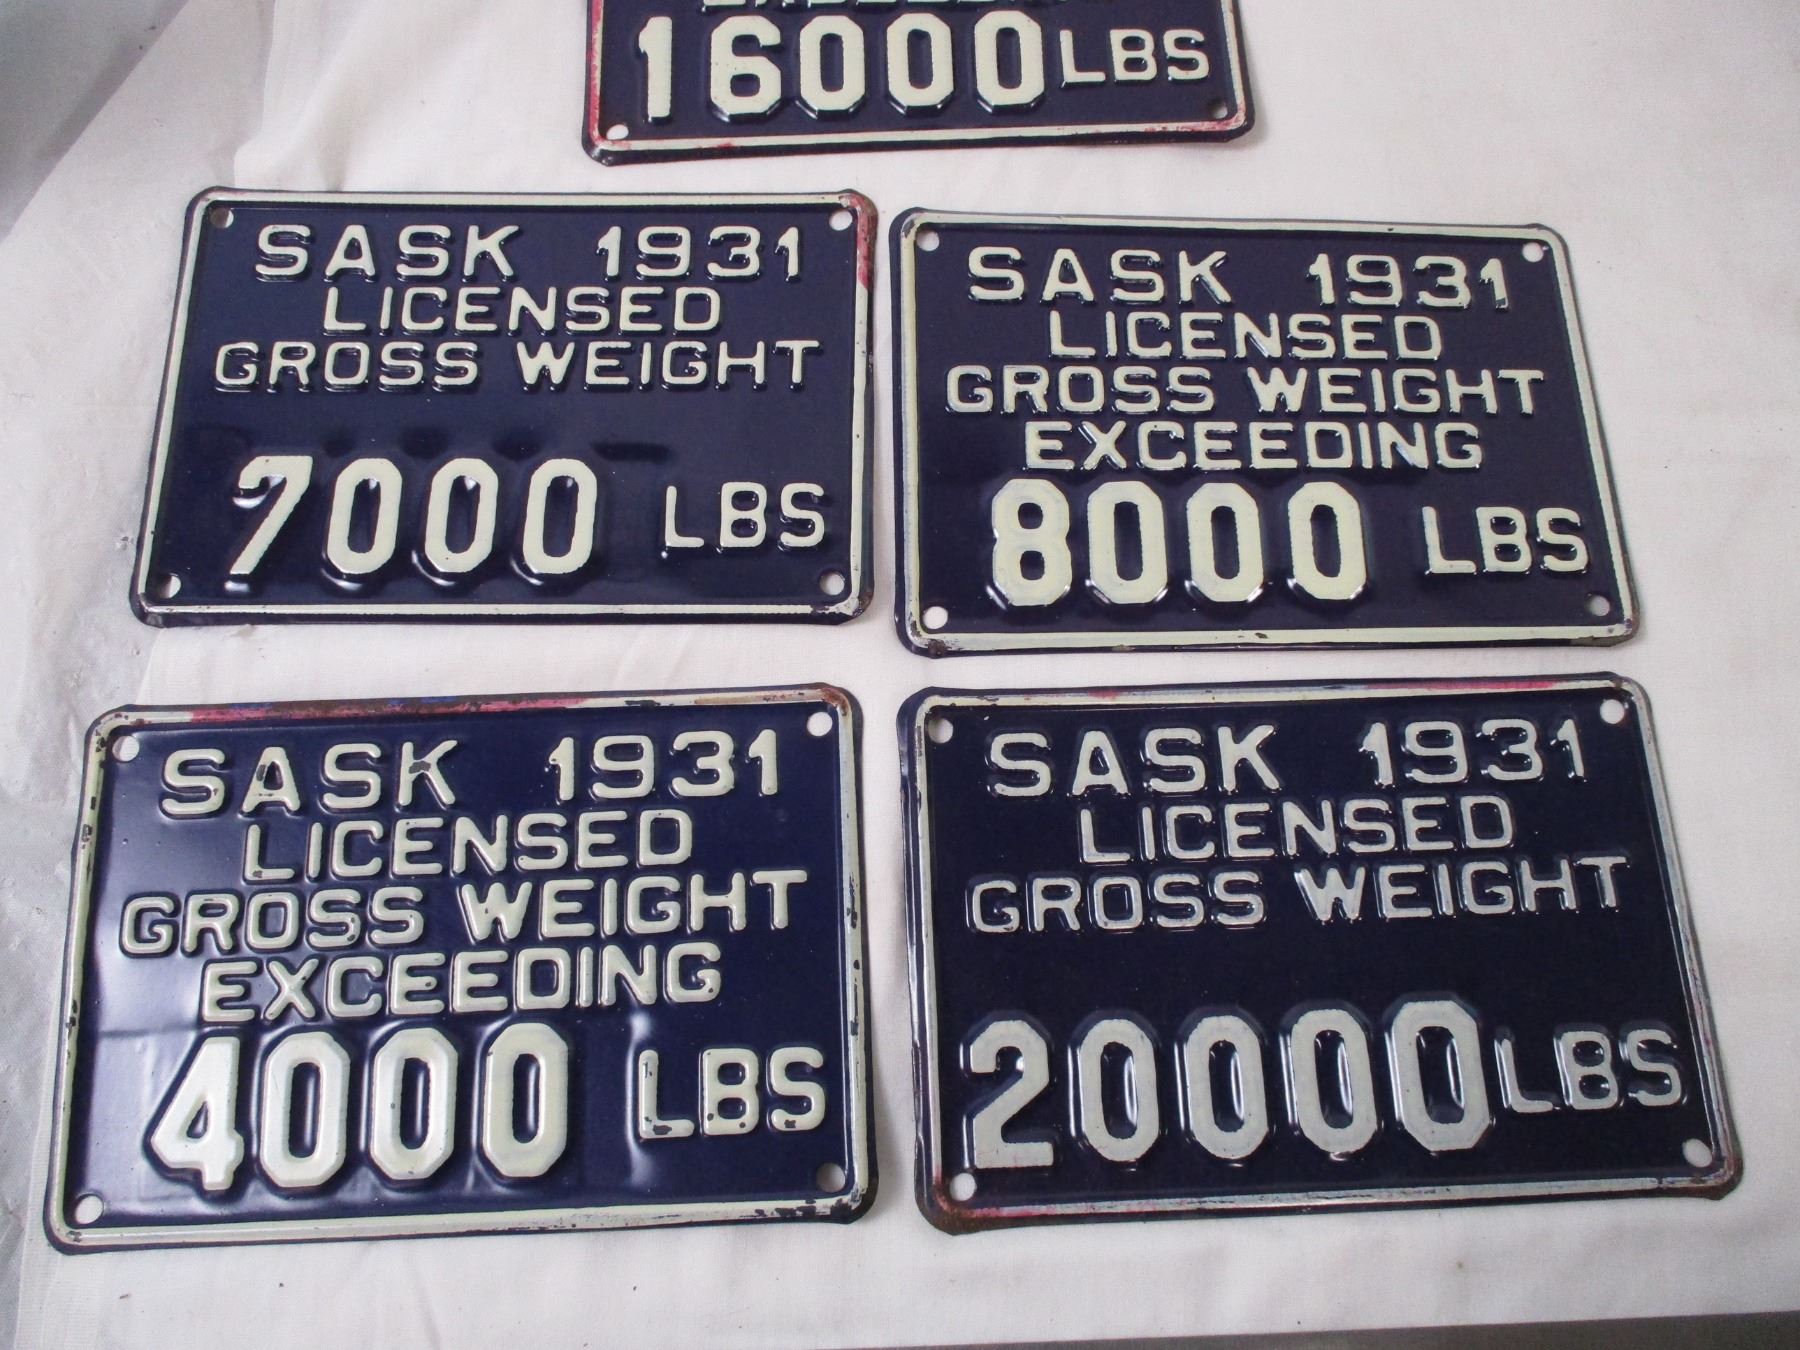 16000 LBS
SASK 1931
LICENSED
GROSS WEIGHT
7000 LBS
SASK 1931
LICENSED
GROSS WEIGHT
EXCEEDING
8000 LBS
SASK 1931
LICENSED
GROSS WEIGHT
EXCEEDING
4000 LBS
SASK 1931
LICENSED
GROSS WEIGHT
20000 LBS